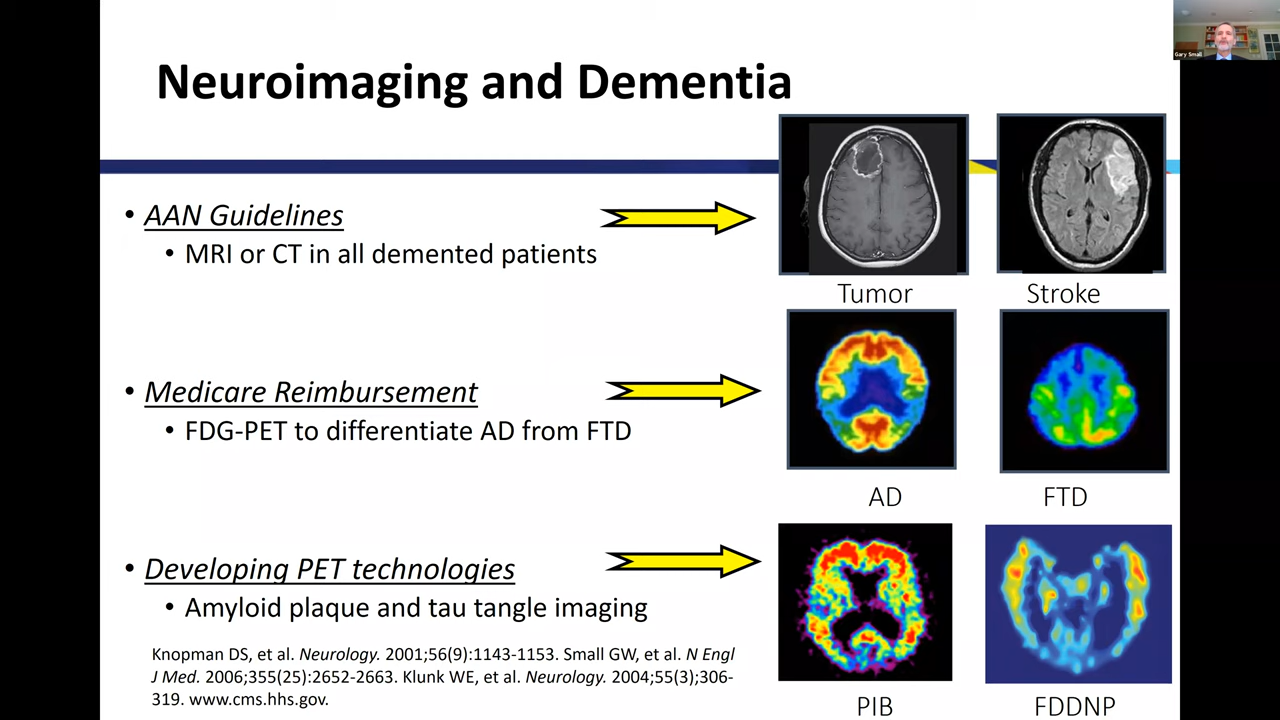 Neuroimaging and Dementia
Gary Small
• AAN Guidelines
• MRI or CT in all demented patients
Tumor
Stroke
• Medicare Reimbursement
• FDG-PET to differentiate AD from FTD
AD
FTD
• Developing PET technologies
• Amyloid plaque and tau tangle imaging
Knopman DS, et al. Neurology. 2001;56(9):1143-1153. Small GW, et al. N Engl
J Med. 2006;355(25):2652-2663. Klunk WE, et al. Neurology. 2004;55(3);306-
319. www.cms.hhs.gov.
PIB
FDDNP